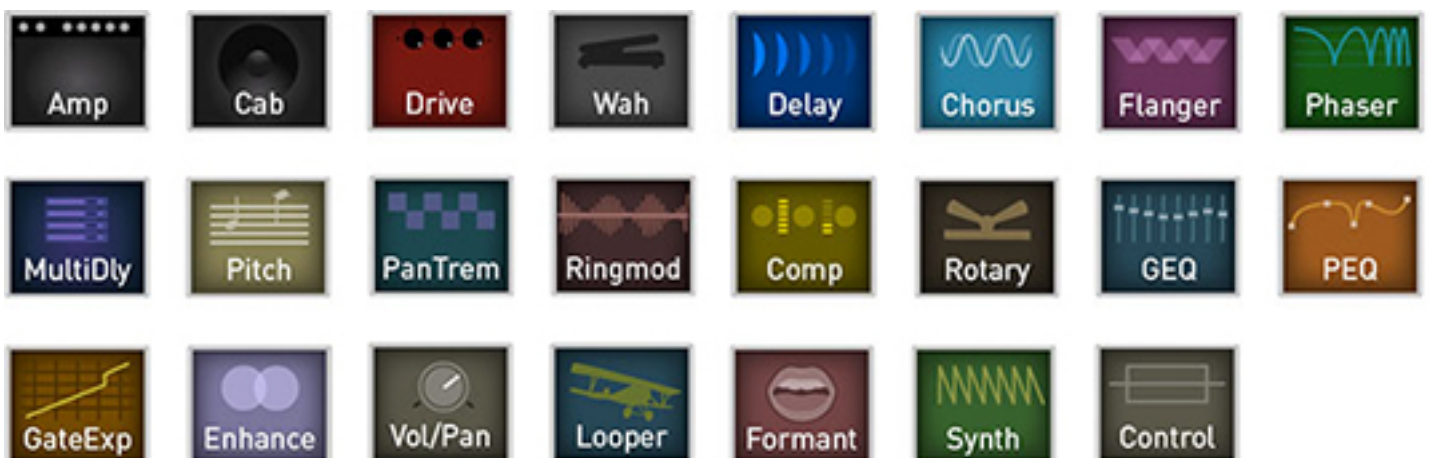 Amp Cab Drive Wah Delay Chorus Flanger Phaser
MultiDly Pitch PanTrem Ringmod Comp Rotary GEQ PEQ
GateExp Enhance Vol/Pan Looper Formant Synth Control